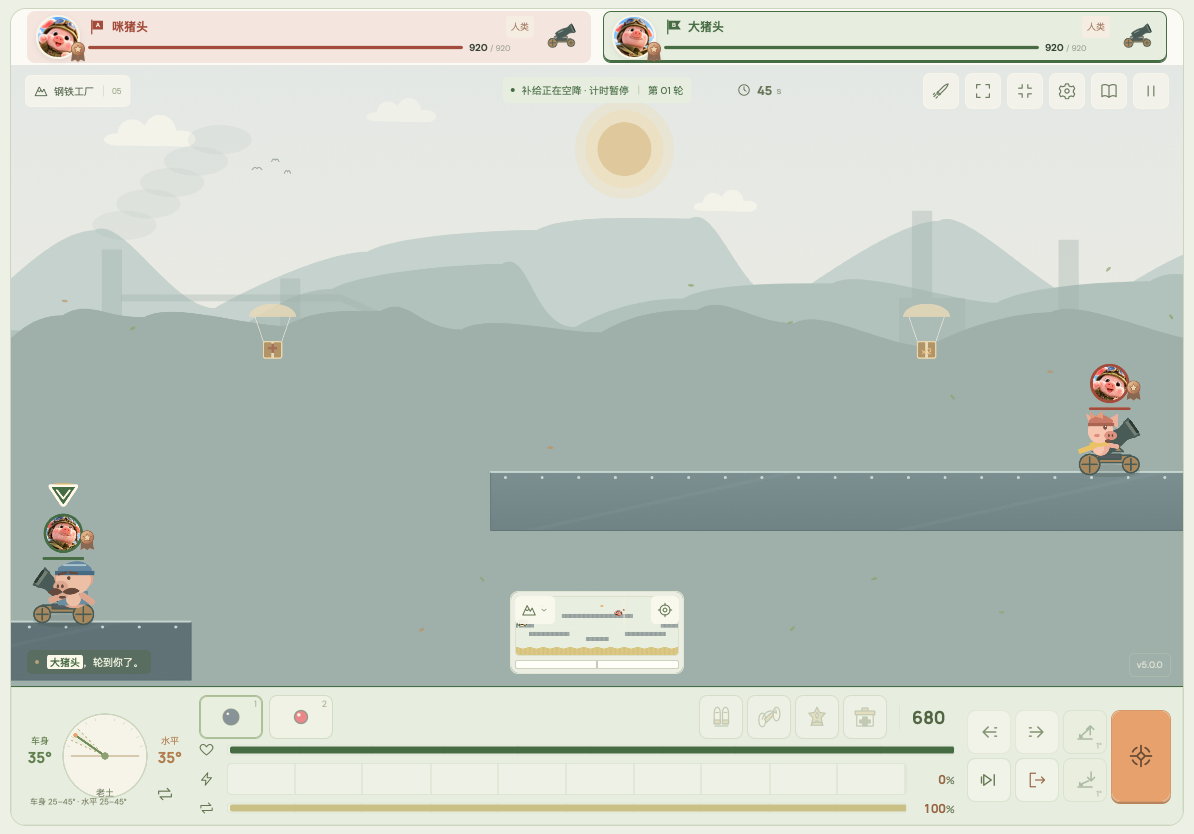 咪猪头
人类
920 / 920
大猪头
人类
920 / 920
钢铁工厂 05
补给正在空降 · 计时暂停 第 01 轮
45 s
大猪头，轮到你了。
v5.0.0
车身
35°
水平
35°
老土
车身 25–45° · 水平 25–45°
1
2
680
0%
100%
1°
1°